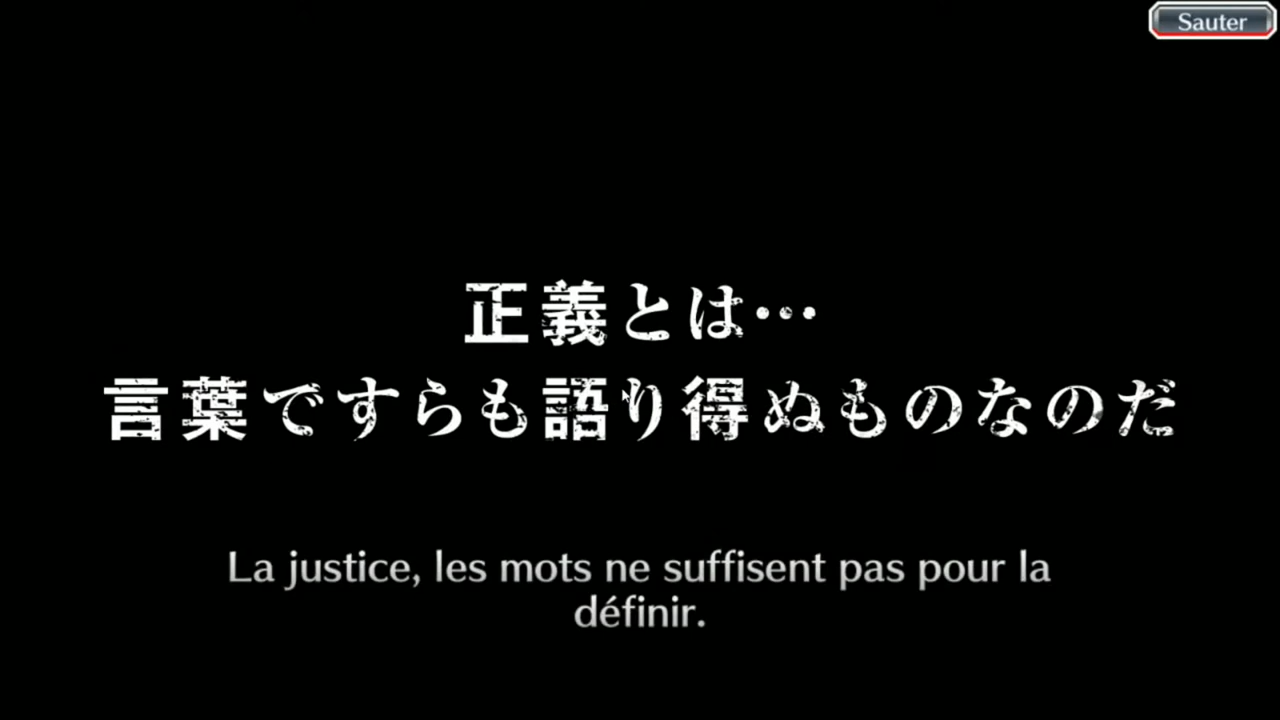 Sauter
正義とは…
言葉ですらも語り得ぬものなのだ
La justice, les mots ne suffisent pas pour la
définir.